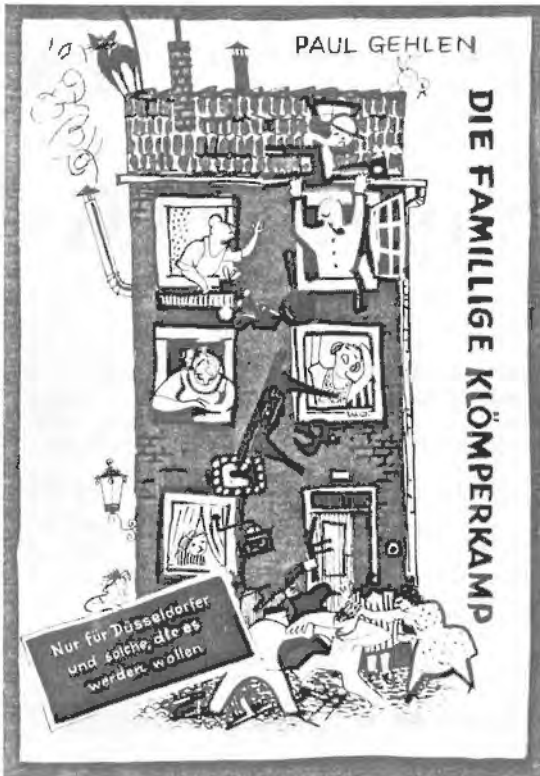 PAUL GEHLEN
DIE FAMILLIGE KLÖMPERKAMP
Nur für Düsseldorfer
und solche, die es
werden wollen